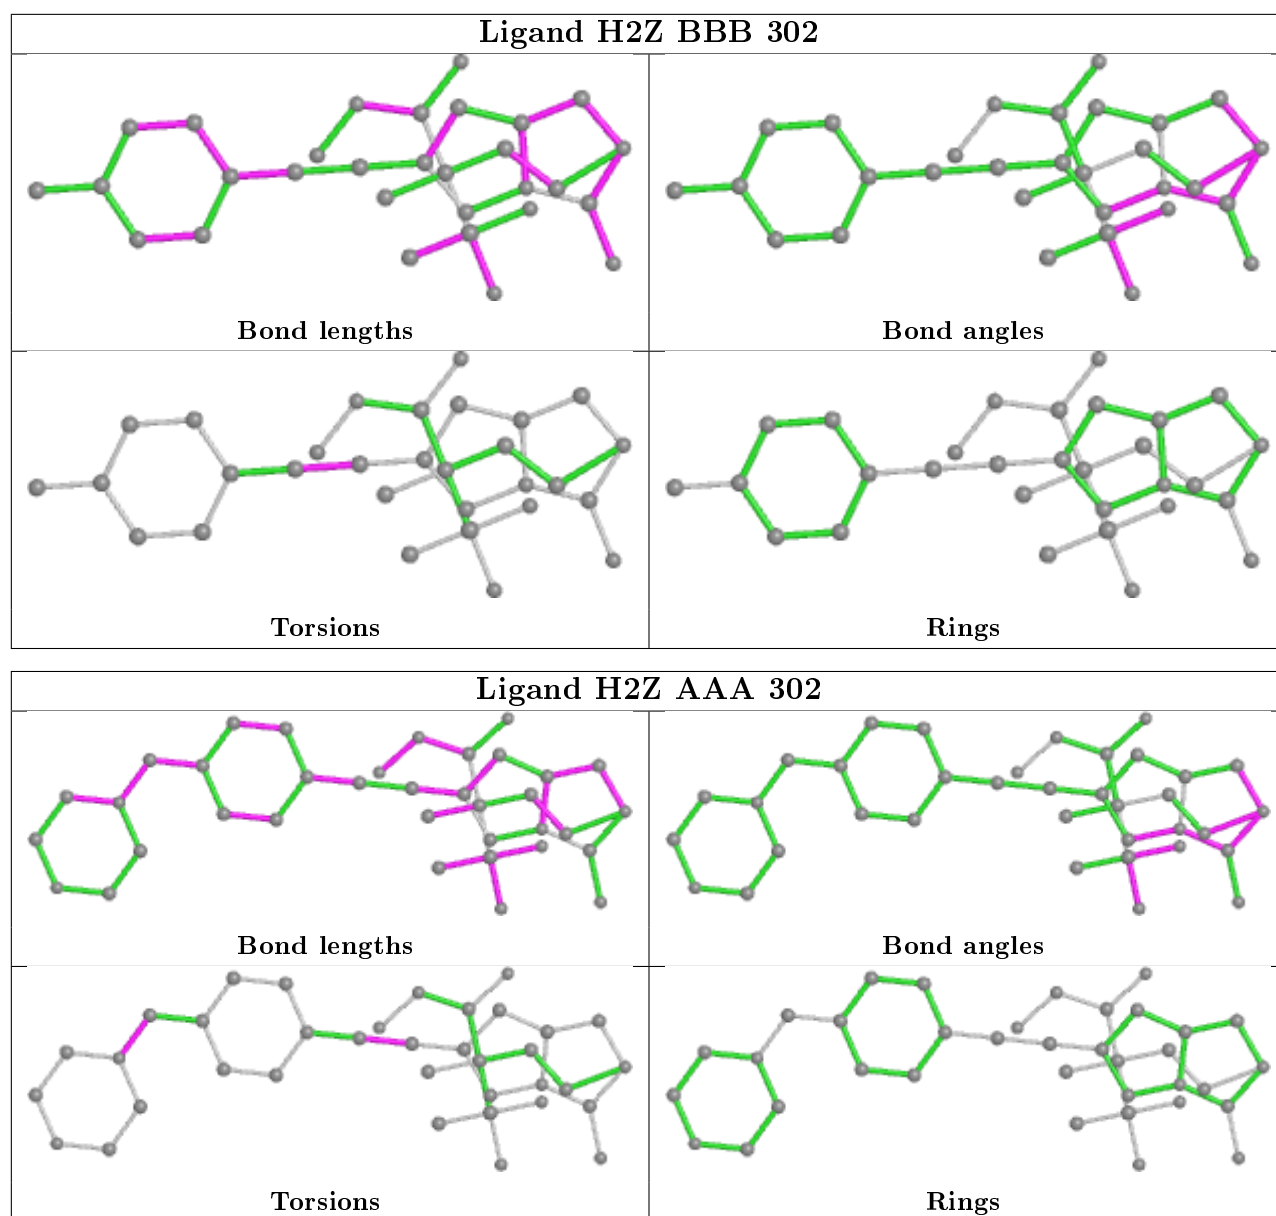 Ligand H2Z BBB 302
Bond lengths
Bond angles
Torsions
Rings
Ligand H2Z AAA 302
Bond lengths
Bond angles
Torsions
Rings